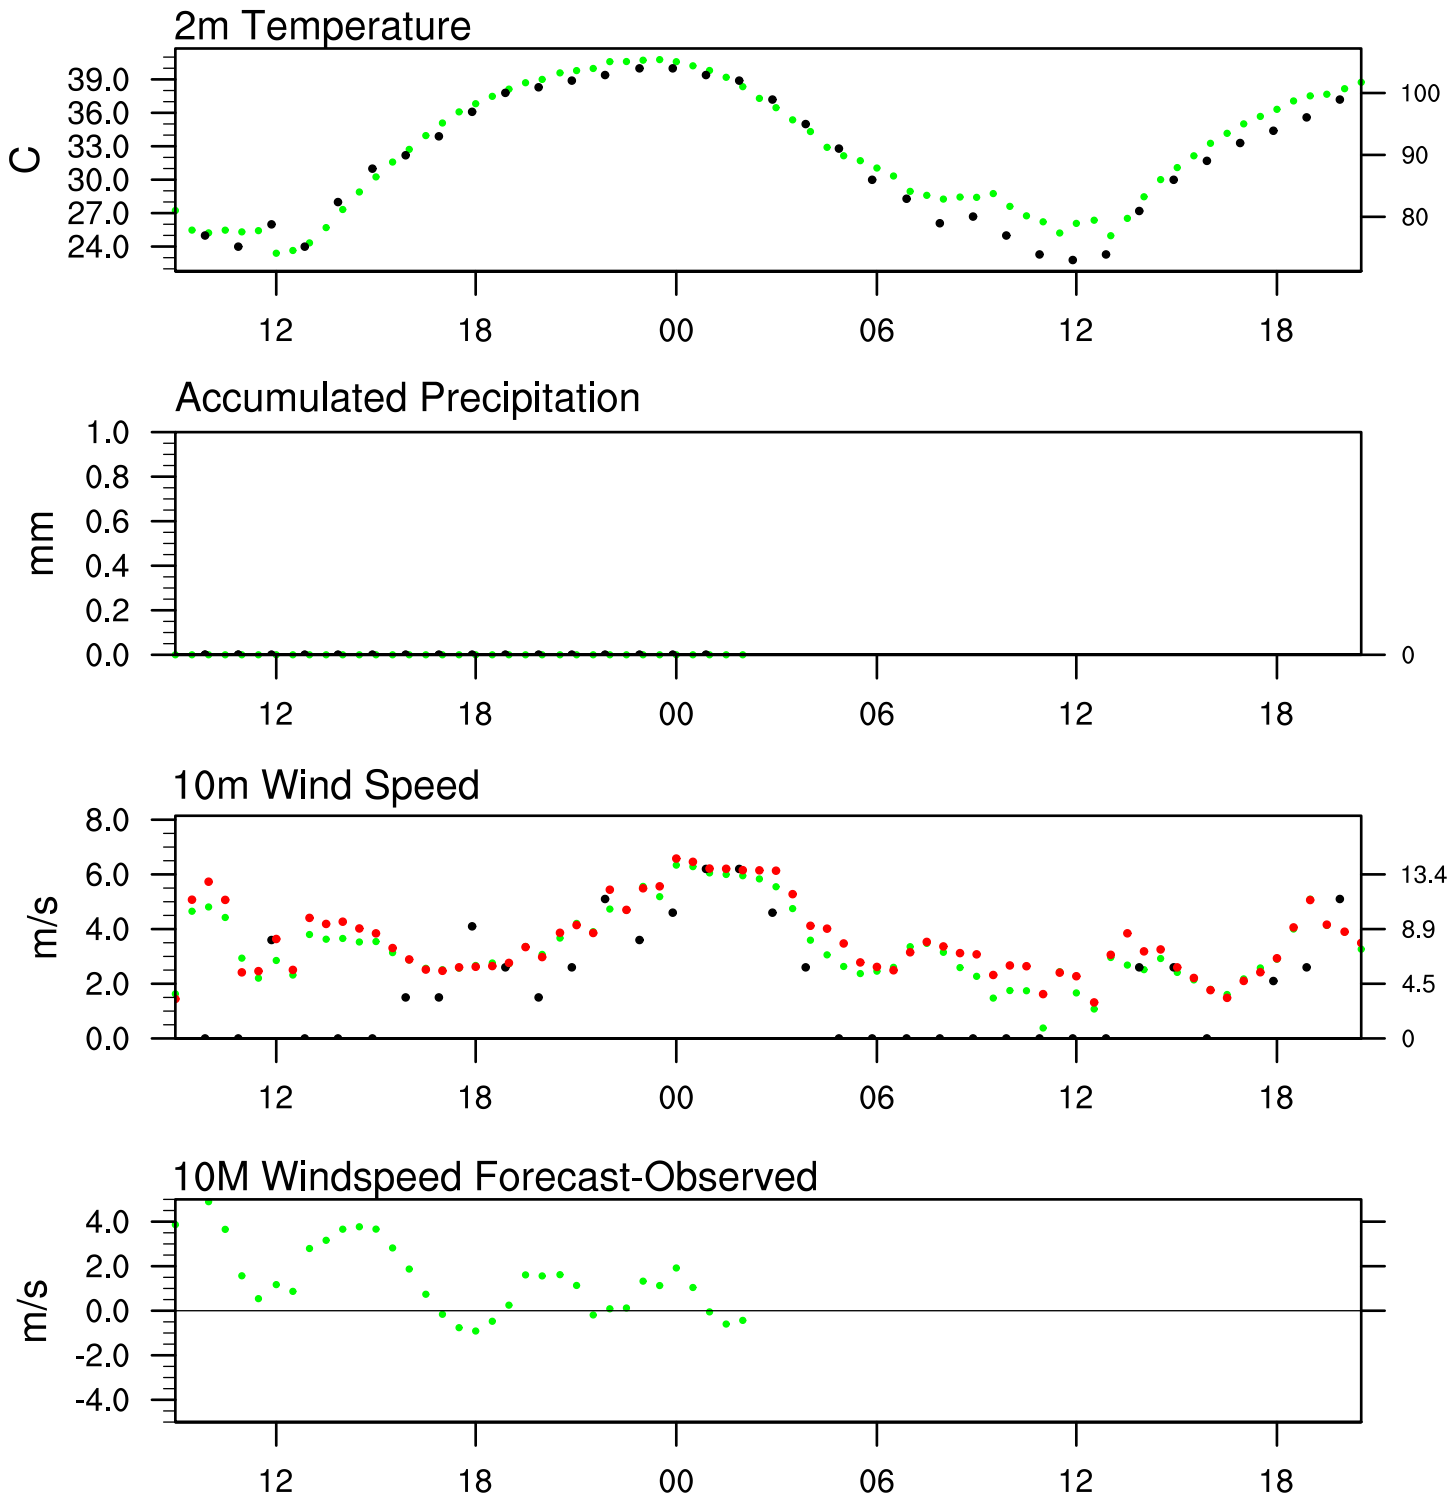 2m Temperature
C
39.0
36.0
33.0
30.0
27.0
24.0
100
90
80
12 18 00 06 12 18
Accumulated Precipitation
mm
1.0
0.8
0.6
0.4
0.2
0.0
0
12 18 00 06 12 18
10m Wind Speed
m/s
8.0
6.0
4.0
2.0
0.0
13.4
8.9
4.5
0
12 18 00 06 12 18
10M Windspeed Forecast-Observed
m/s
4.0
2.0
0.0
-2.0
-4.0
12 18 00 06 12 18